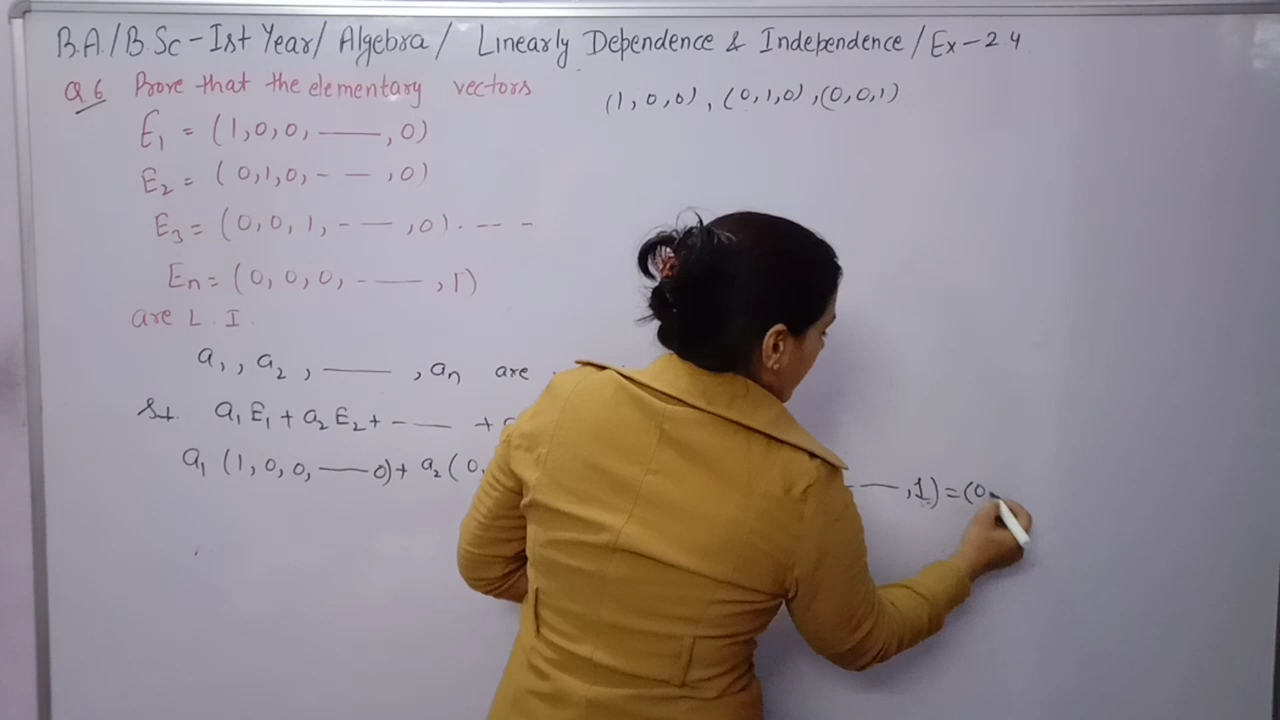 B.A./B.Sc-Ist Year/ Algebra/ Linearly Dependence & Independence / Ex-2.4
Q.6 Prove that the elementary vectors
(1,0,0), (0,1,0), (0,0,1)
E₁ = (1,0,0, ——, 0)
E₂ = (0,1,0, - —, 0)
E₃ = (0,0,1, - —, 0). -- -
En = (0,0,0, - ——, 1)
are L.I.
a₁, a₂, ——, an are
S.t. a₁E₁ + a₂E₂ + - —— +
a₁ (1,0,0, —— 0) + a₂ (0, —, 1) = (0